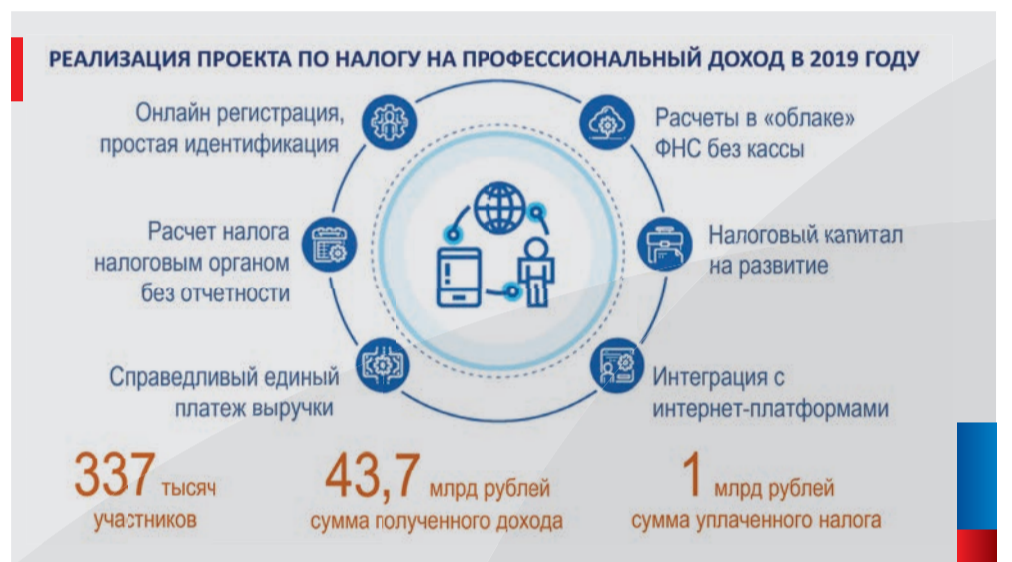 РЕАЛИЗАЦИЯ ПРОЕКТА ПО НАЛОГУ НА ПРОФЕССИОНАЛЬНЫЙ ДОХОД В 2019 ГОДУ
Онлайн регистрация,
простая идентификация
Расчеты в «облаке»
ФНС без кассы
Расчет налога
налоговым органом
без отчетности
Налоговый капитал
на развитие
Справедливый единый
платеж выручки
Интеграция с
интернет-платформами
337 тысяч
участников
43,7 млрд рублей
сумма полученного дохода
1 млрд рублей
сумма уплаченного налога